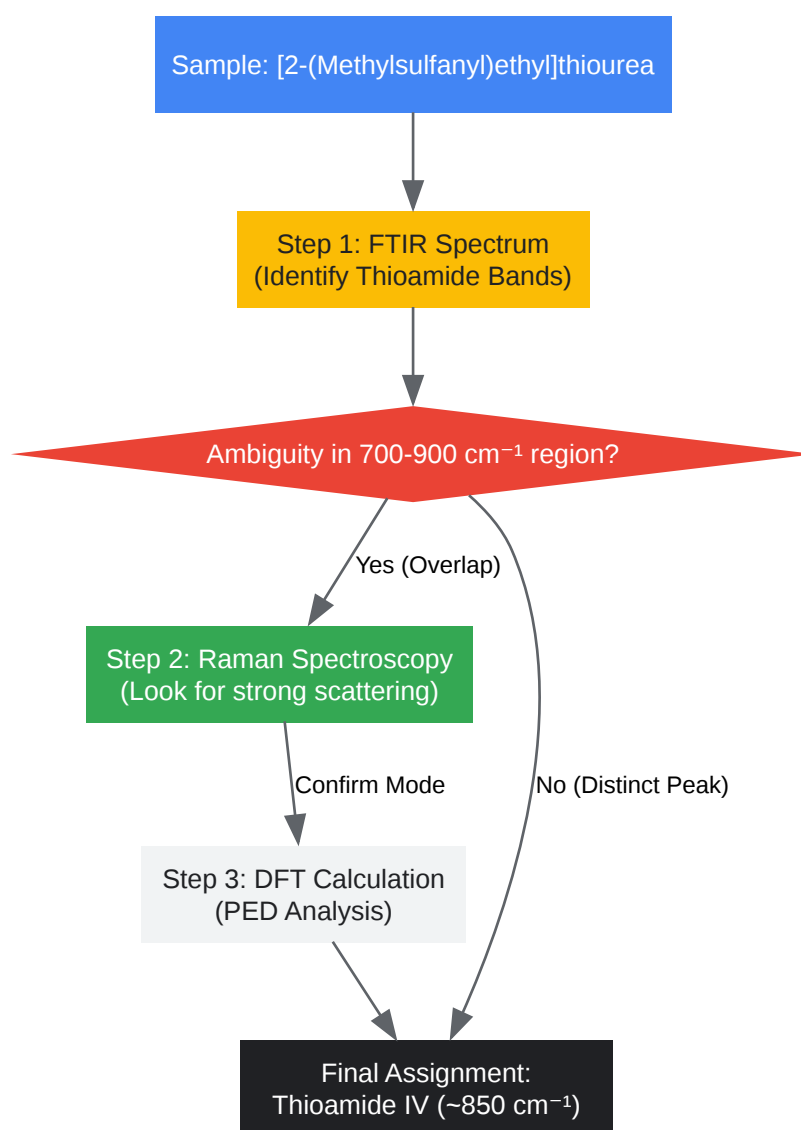 Sample: [2-(Methylsulfanyl)ethyl]thiourea
Step 1: FTIR Spectrum
(Identify Thioamide Bands)
Ambiguity in 700-900 cm⁻¹ region?
Yes (Overlap)
Step 2: Raman Spectroscopy
(Look for strong scattering)
Confirm Mode
No (Distinct Peak)
Step 3: DFT Calculation
(PED Analysis)
Final Assignment:
Thioamide IV (~850 cm⁻¹)